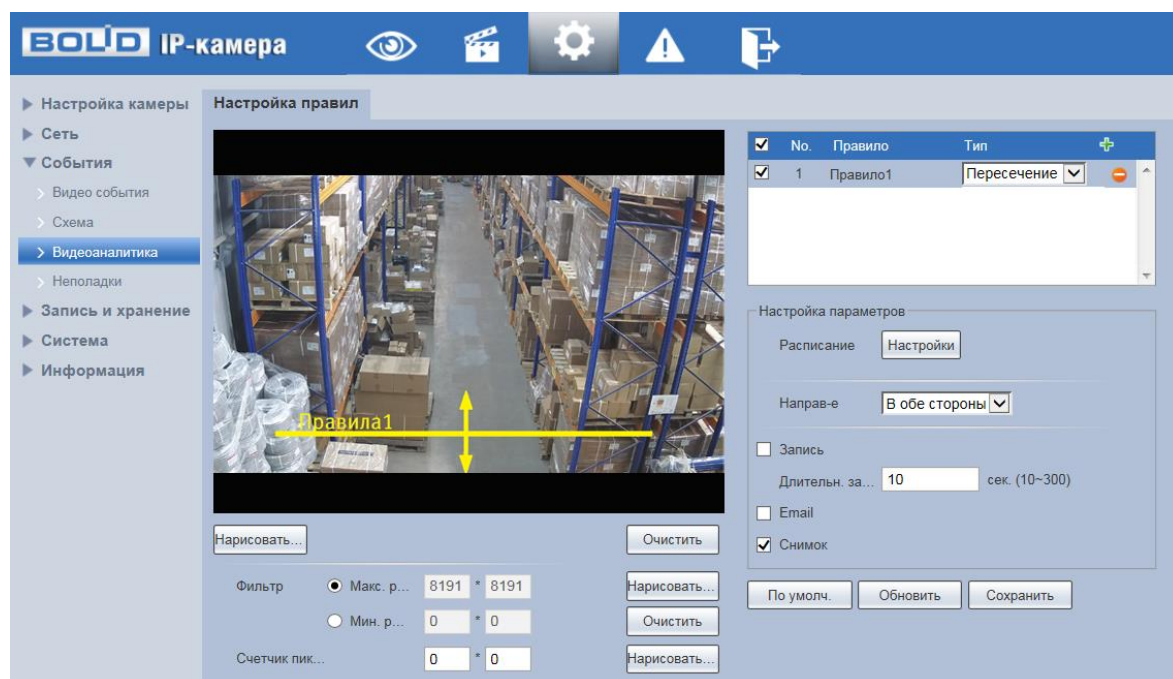 BOLID IP-камера
Настройка камеры
Сеть
События
Видео события
Схема
Видеоаналитика
Неполадки
Запись и хранение
Система
Информация
Настройка правил
Правила1
Нарисовать...
Очистить
Фильтр
Макс. р...
8191 * 8191
Нарисовать...
Мин. р...
0 * 0
Очистить
Счетчик пик...
0 * 0
Нарисовать...
No. Правило Тип
1 Правило1 Пересечение
Настройка параметров
Расписание Настройки
Направ-е В обе стороны
Запись
Длительн. за... 10 сек. (10~300)
Email
Снимок
По умолч. Обновить Сохранить